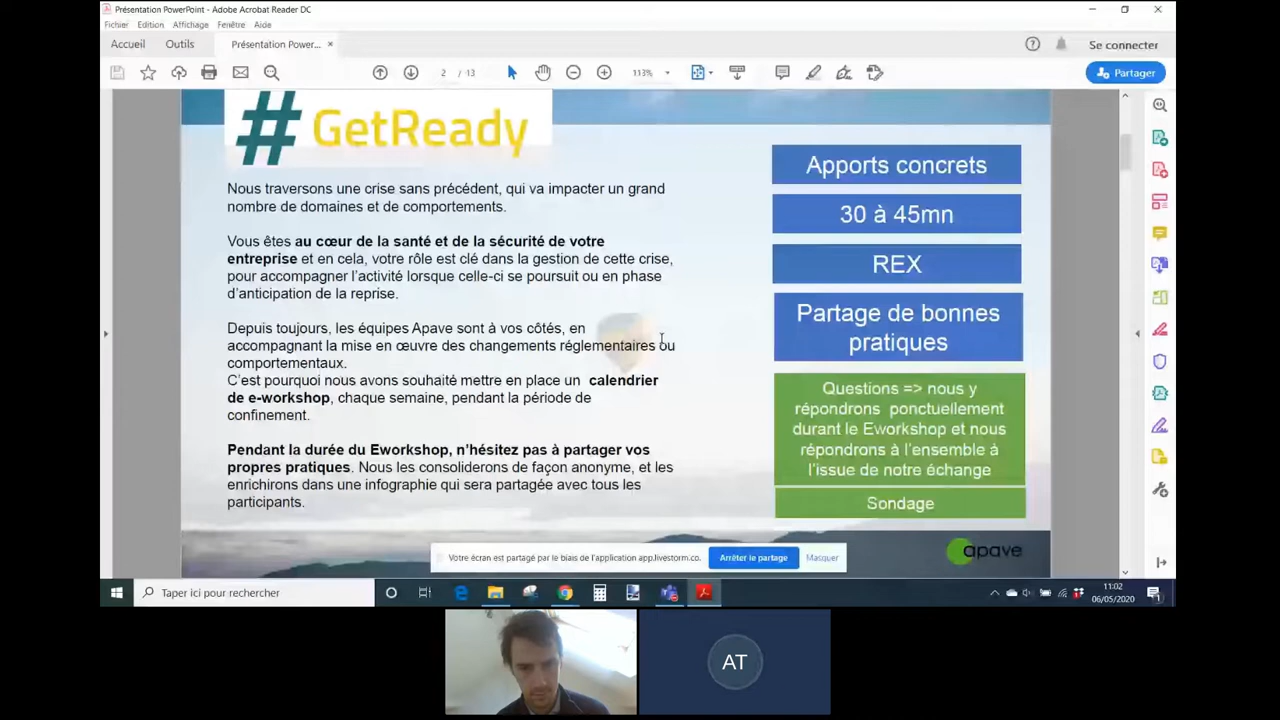 Présentation PowerPoint - Adobe Acrobat Reader DC
Fichier Edition Affichage Fenêtre Aide
Accueil Outils Présentation Power... × Se connecter
2 / 13 113% Partager
#GetReady
Nous traversons une crise sans précédent, qui va impacter un grand
nombre de domaines et de comportements.
Vous êtes au cœur de la santé et de la sécurité de votre
entreprise et en cela, votre rôle est clé dans la gestion de cette crise,
pour accompagner l'activité lorsque celle-ci se poursuit ou en phase
d'anticipation de la reprise.
Depuis toujours, les équipes Apave sont à vos côtés, en
accompagnant la mise en œuvre des changements réglementaires ou
comportementaux.
C'est pourquoi nous avons souhaité mettre en place un calendrier
de e-workshop, chaque semaine, pendant la période de
confinement.
Pendant la durée du Eworkshop, n'hésitez pas à partager vos
propres pratiques. Nous les consoliderons de façon anonyme, et les
enrichirons dans une infographie qui sera partagée avec tous les
participants.
Apports concrets
30 à 45mn
REX
Partage de bonnes
pratiques
Questions => nous y
répondrons ponctuellement
durant le Eworkshop et nous
répondrons à l'ensemble à
l'issue de notre échange
Sondage
apave
Votre écran est partagé par le biais de l'application app.livestorm.co. Arrêter le partage Masquer
Taper ici pour rechercher
11:02
06/05/2020
AT